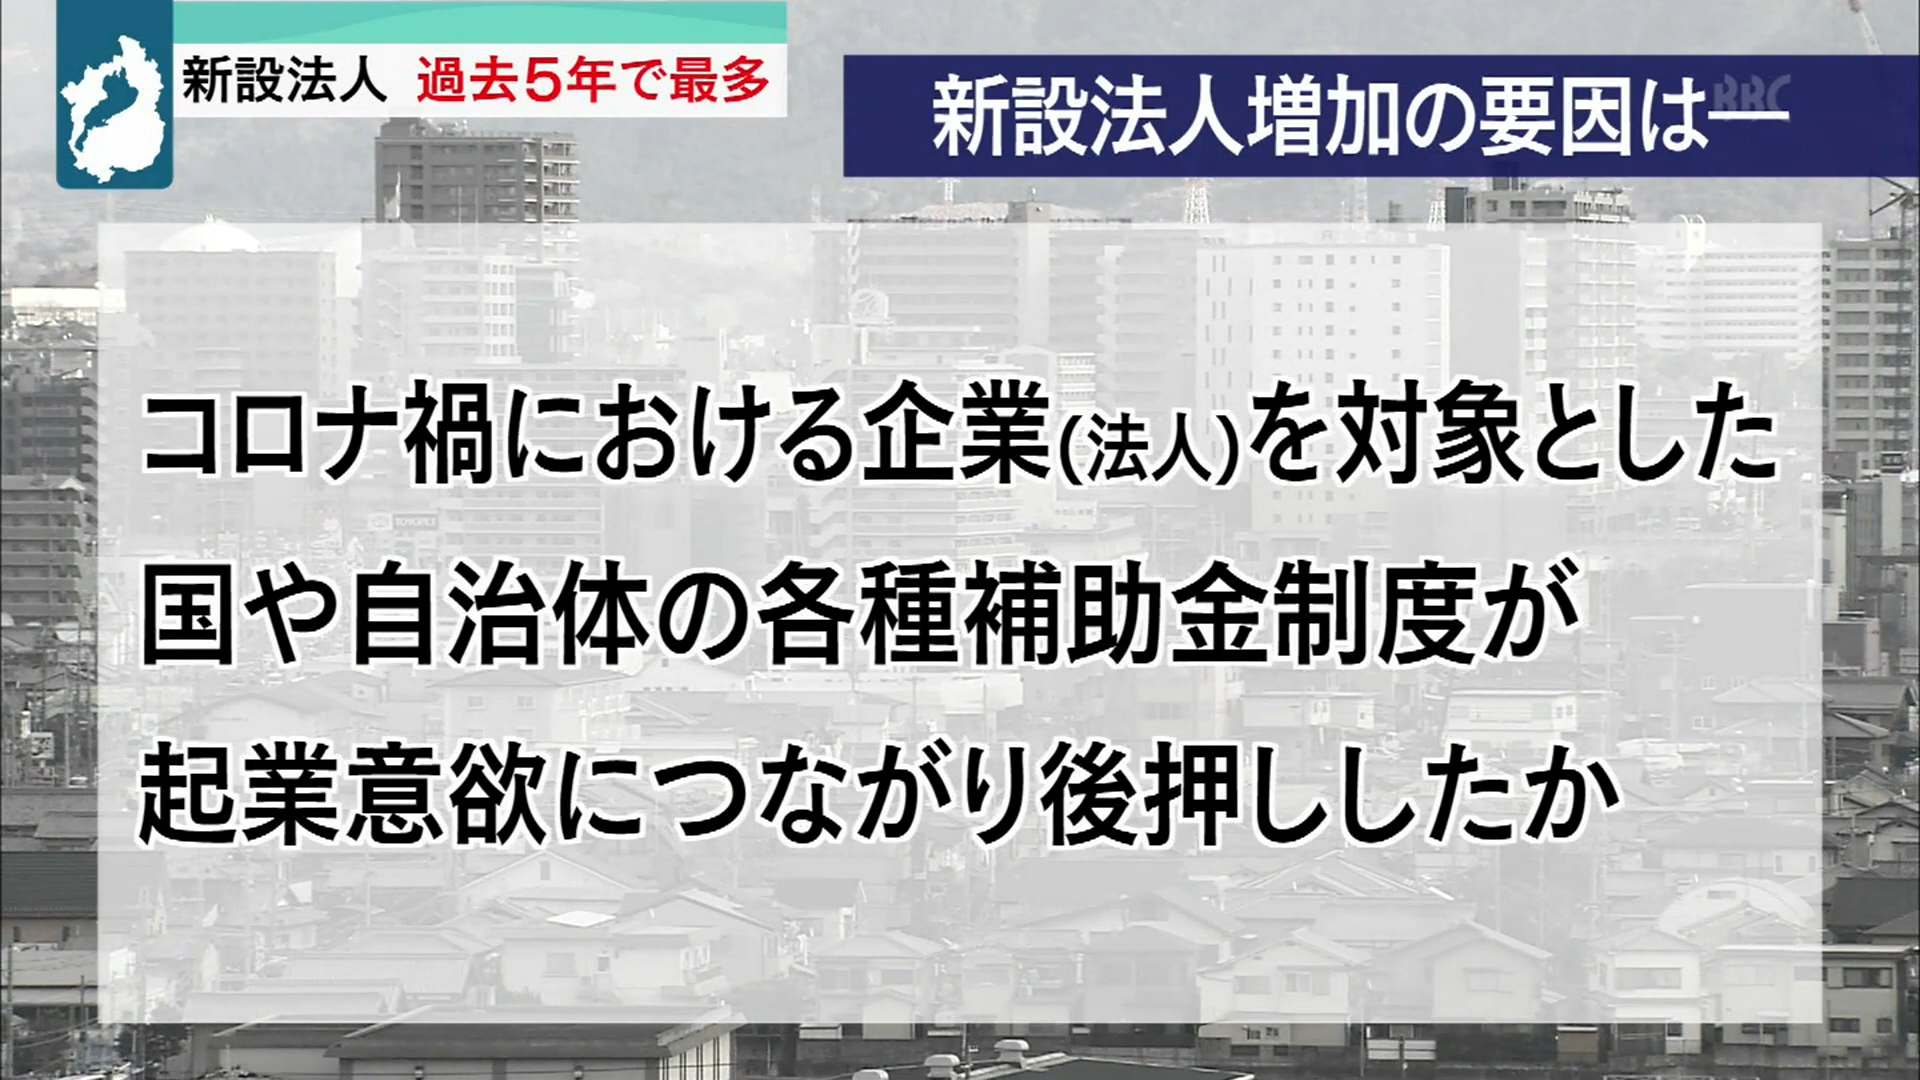 新設法人 過去5年で最多
新設法人増加の要因は―
BBC
コロナ禍における企業(法人)を対象とした
国や自治体の各種補助金制度が
起業意欲につながり後押ししたか
TOYOPET